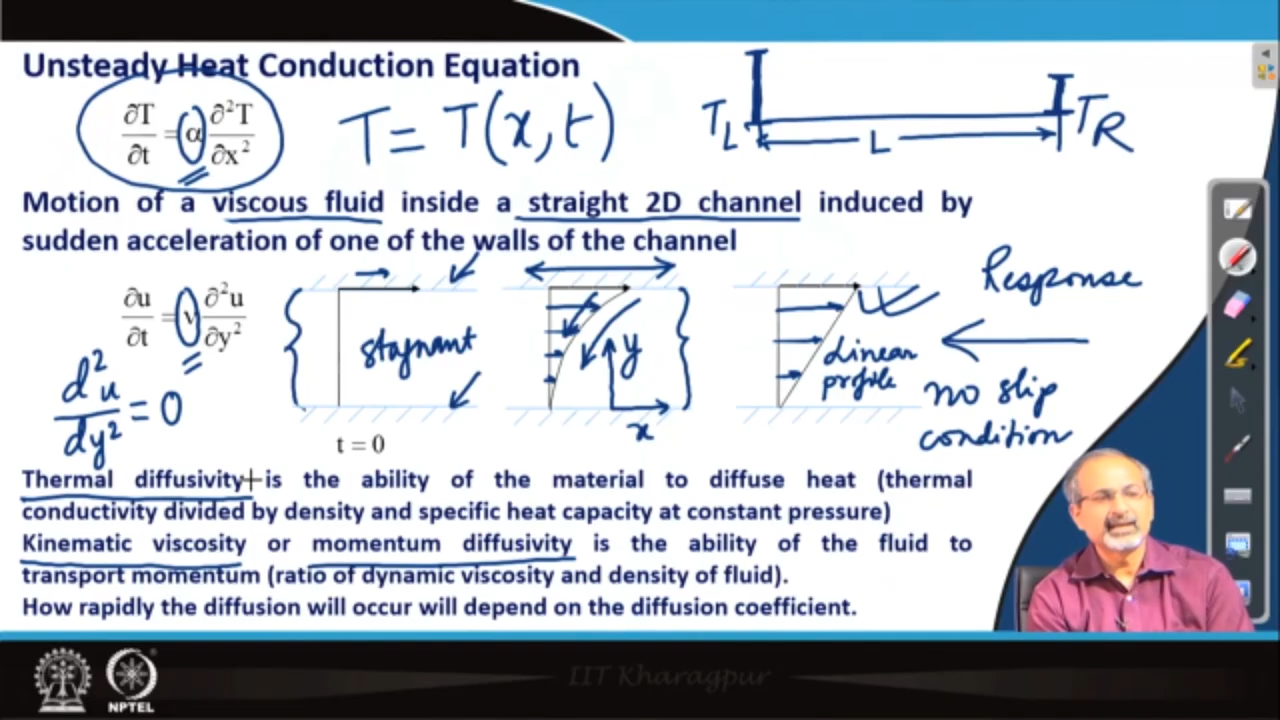 Unsteady Heat Conduction Equation
∂T/∂t = α ∂²T/∂x²
T = T(x, t)
T_L
L
T_R
Motion of a viscous fluid inside a straight 2D channel induced by
sudden acceleration of one of the walls of the channel
∂u/∂t = ν ∂²u/∂y²
d²u/dy² = 0
stagnant
t = 0
y
x
Linear
profile
Response
no slip
condition
Thermal diffusivity is the ability of the material to diffuse heat (thermal
conductivity divided by density and specific heat capacity at constant pressure)
Kinematic viscosity or momentum diffusivity is the ability of the fluid to
transport momentum (ratio of dynamic viscosity and density of fluid).
How rapidly the diffusion will occur will depend on the diffusion coefficient.
IIT Kharagpur
NPTEL